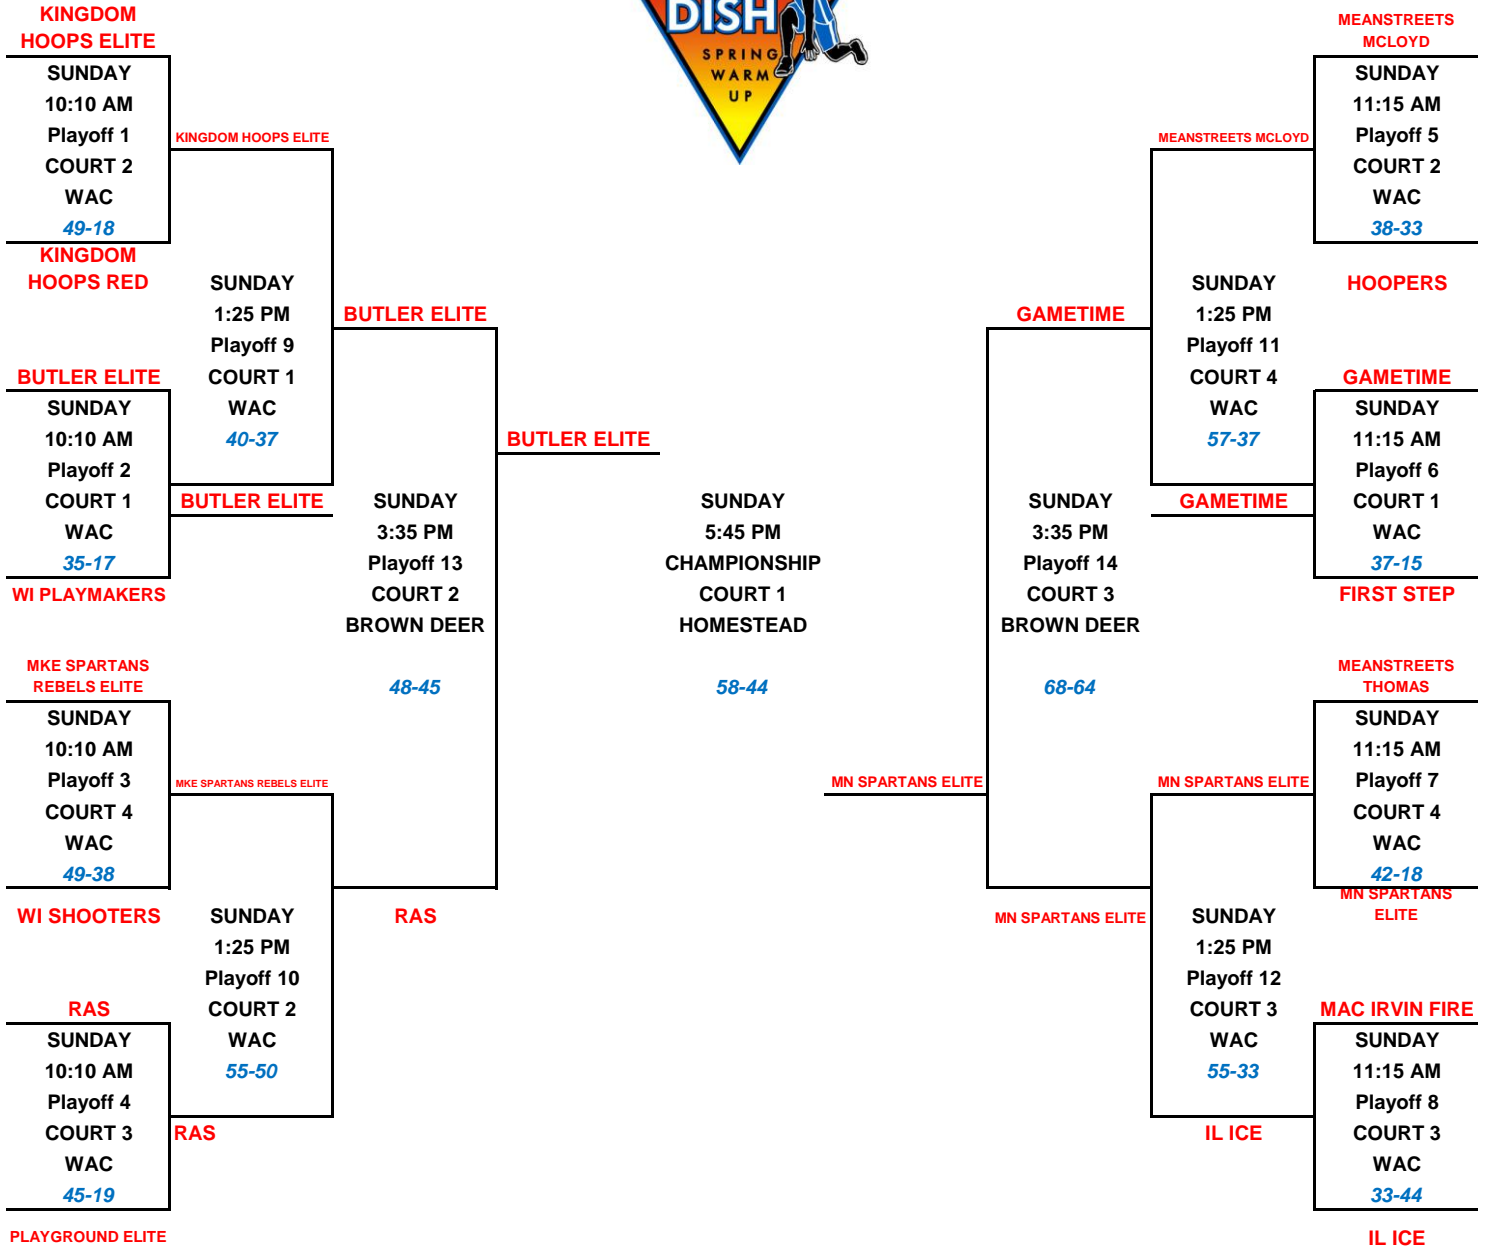 DISH
SPRING
WARM
UP
KINGDOM
HOOPS ELITE
SUNDAY
10:10 AM
Playoff 1
COURT 2
WAC
49-18
KINGDOM
HOOPS RED
KINGDOM HOOPS ELITE
SUNDAY
1:25 PM
Playoff 9
COURT 1
WAC
40-37
BUTLER ELITE
SUNDAY
10:10 AM
Playoff 2
COURT 1
WAC
35-17
WI PLAYMAKERS
BUTLER ELITE
BUTLER ELITE
SUNDAY
3:35 PM
Playoff 13
COURT 2
BROWN DEER
48-45
MKE SPARTANS
REBELS ELITE
SUNDAY
10:10 AM
Playoff 3
COURT 4
WAC
49-38
WI SHOOTERS
MKE SPARTANS REBELS ELITE
SUNDAY
1:25 PM
Playoff 10
COURT 2
WAC
55-50
RAS
RAS
SUNDAY
10:10 AM
Playoff 4
COURT 3
WAC
45-19
PLAYGROUND ELITE
RAS
BUTLER ELITE
SUNDAY
5:45 PM
CHAMPIONSHIP
COURT 1
HOMESTEAD
58-44
MN SPARTANS ELITE
GAMETIME
SUNDAY
3:35 PM
Playoff 14
COURT 3
BROWN DEER
68-64
MN SPARTANS ELITE
MEANSTREETS MCLOYD
SUNDAY
1:25 PM
Playoff 11
COURT 4
WAC
57-37
GAMETIME
MN SPARTANS ELITE
SUNDAY
1:25 PM
Playoff 12
COURT 3
WAC
55-33
IL ICE
MEANSTREETS
MCLOYD
SUNDAY
11:15 AM
Playoff 5
COURT 2
WAC
38-33
HOOPERS
GAMETIME
SUNDAY
11:15 AM
Playoff 6
COURT 1
WAC
37-15
FIRST STEP
MEANSTREETS
THOMAS
SUNDAY
11:15 AM
Playoff 7
COURT 4
WAC
42-18
MN SPARTANS
ELITE
MAC IRVIN FIRE
SUNDAY
11:15 AM
Playoff 8
COURT 3
WAC
33-44
IL ICE